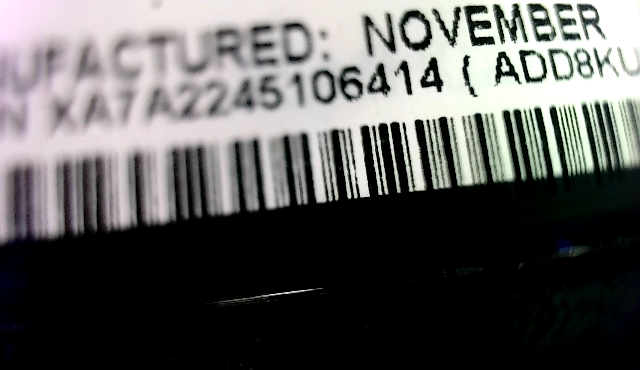 NUFACTURED: NOVEMBER
N XA7A2245106414 ( ADD8KU